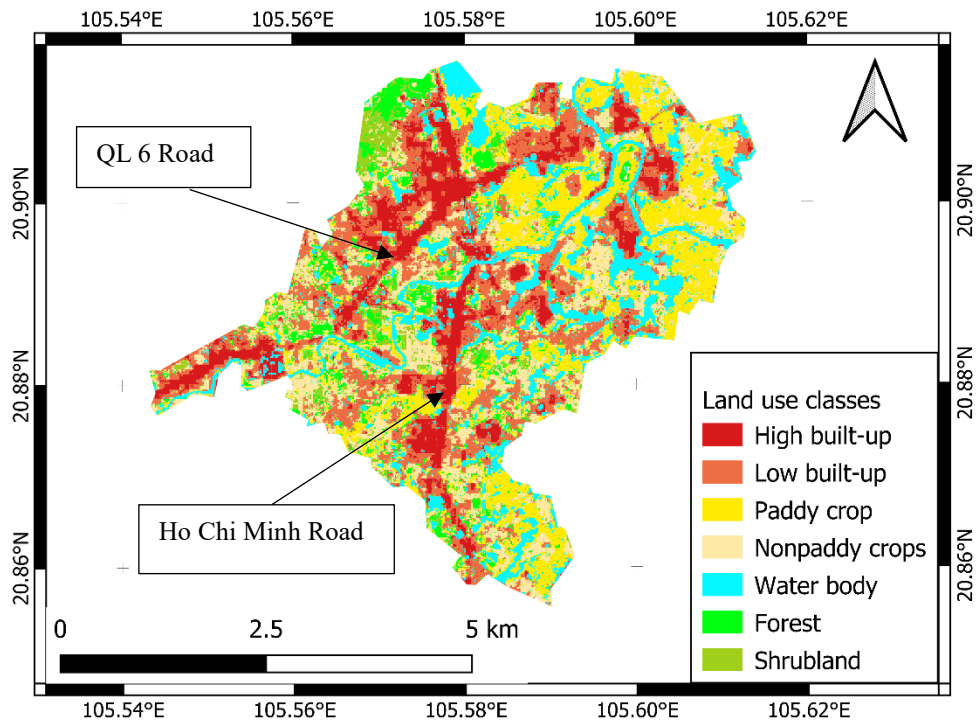 105.54°E 105.56°E 105.58°E 105.60°E 105.62°E
QL 6 Road
20.90°N
20.90°N
20.88°N
20.88°N
Land use classes
High built-up
Low built-up
Paddy crop
Nonpaddy crops
Water body
Forest
Shrubland
Ho Chi Minh Road
20.86°N
20.86°N
0 2.5 5 km
105.54°E 105.56°E 105.58°E 105.60°E 105.62°E